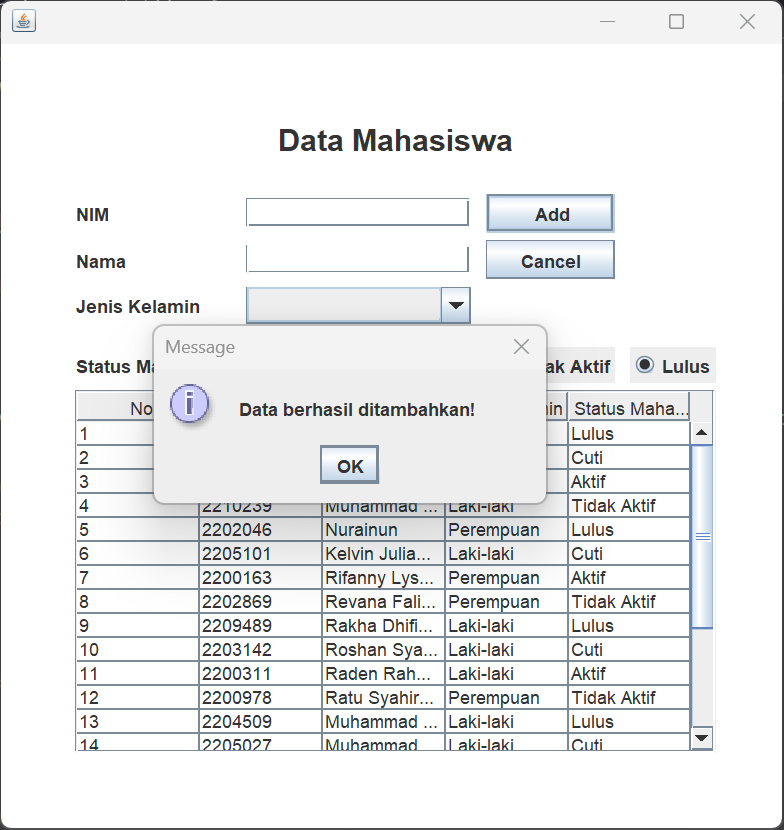 Data Mahasiswa
NIM Add
Nama Cancel
Jenis Kelamin
Status Aktif Lulus
Message
Data berhasil ditambahkan!
OK
No Status Maha...
1 Lulus
2 Cuti
3 Aktif
4 2210239 Muhammad ... Laki-laki Tidak Aktif
5 2202046 Nurainun Perempuan Lulus
6 2205101 Kelvin Julia... Laki-laki Cuti
7 2200163 Rifanny Lys... Perempuan Aktif
8 2202869 Revana Fali... Perempuan Tidak Aktif
9 2209489 Rakha Dhifi... Laki-laki Lulus
10 2203142 Roshan Sya... Laki-laki Cuti
11 2200311 Raden Rah... Laki-laki Aktif
12 2200978 Ratu Syahir... Perempuan Tidak Aktif
13 2204509 Muhammad ... Laki-laki Lulus
14 2205027 Muhammad Laki-laki Cuti